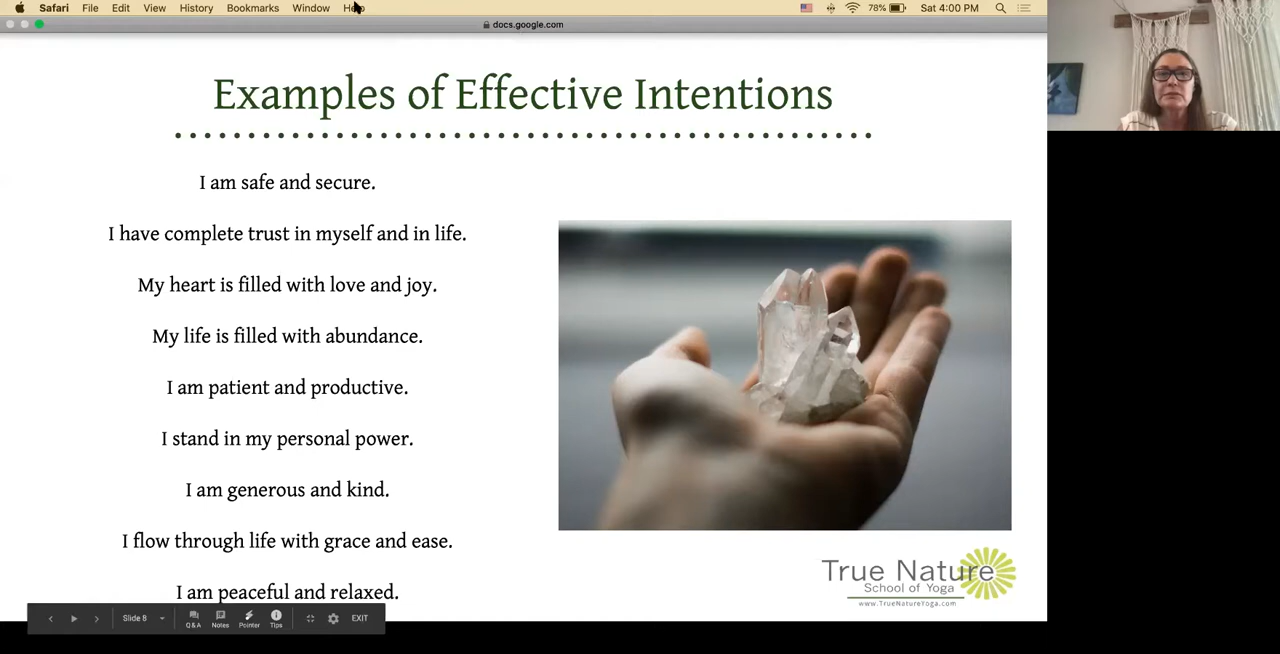 Safari File Edit View History Bookmarks Window 78% Sat 4:00 PM
docs.google.com
Examples of Effective Intentions
I am safe and secure.
I have complete trust in myself and in life.
My heart is filled with love and joy.
My life is filled with abundance.
I am patient and productive.
I stand in my personal power.
I am generous and kind.
I flow through life with grace and ease.
I am peaceful and relaxed.
True Nature
School of Yoga
www.TrueNatureYoga.com
Slide 8 Q&A Notes Pointer Tips EXIT